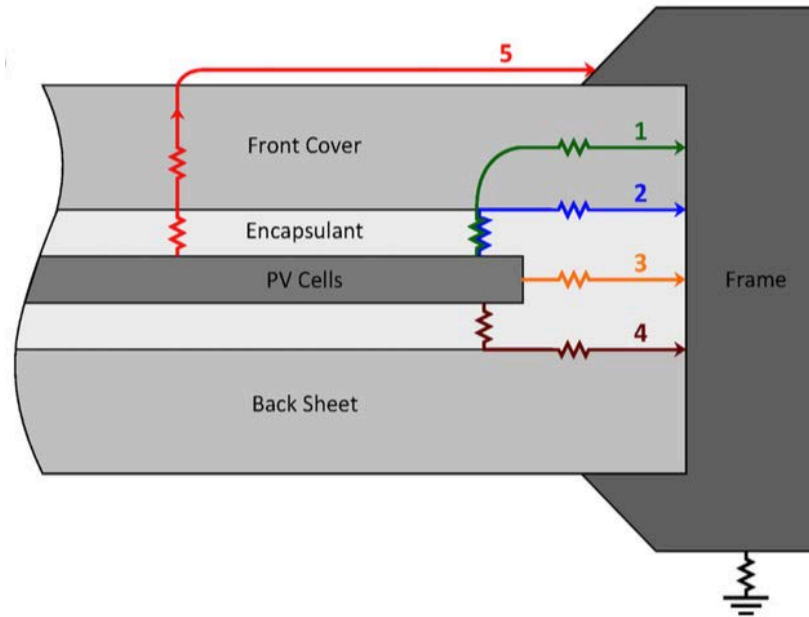 5
Front Cover
1
2
Encapsulant
PV Cells
3
Frame
4
Back Sheet